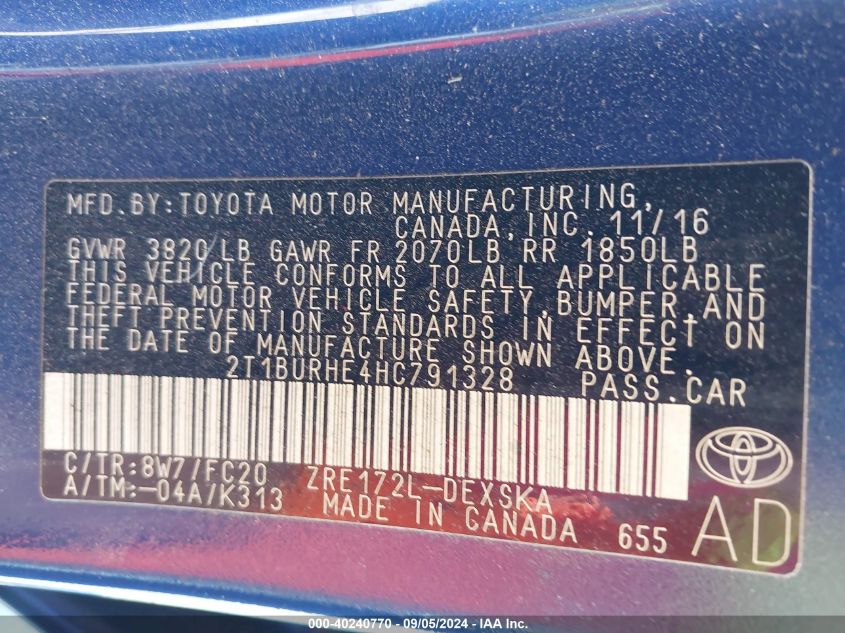 MFD.BY:TOYOTA MOTOR MANUFACTURING,
CANADA,INC. 11/16
GVWR 3820 LB GAWR FR 2070LB RR 1850LB
THIS VEHICLE CONFORMS TO ALL APPLICABLE
FEDERAL MOTOR VEHICLE SAFETY,BUMPER,AND
THEFT PREVENTION STANDARDS IN EFFECT ON
THE DATE OF MANUFACTURE SHOWN ABOVE.
2T1BURHE4HC791328 PASS.CAR
C/TR:8W7/FC20 ZRE172L-DEXSKA
A/TM:-04A/K313 MADE IN CANADA 655 AD
000-40240770 - 09/05/2024 - IAA Inc.